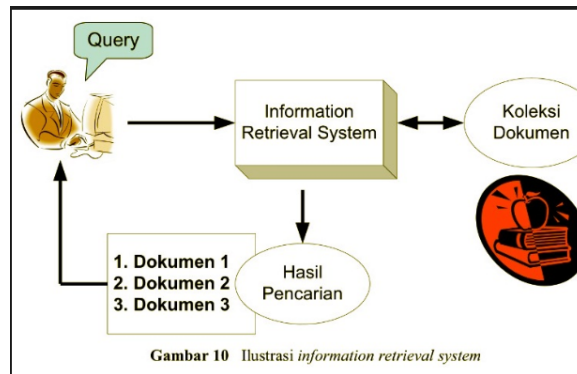 Query
Information
Retrieval System
Koleksi
Dokumen
1. Dokumen 1
2. Dokumen 2
3. Dokumen 3
Hasil
Pencarian
Gambar 10 Ilustrasi information retrieval system